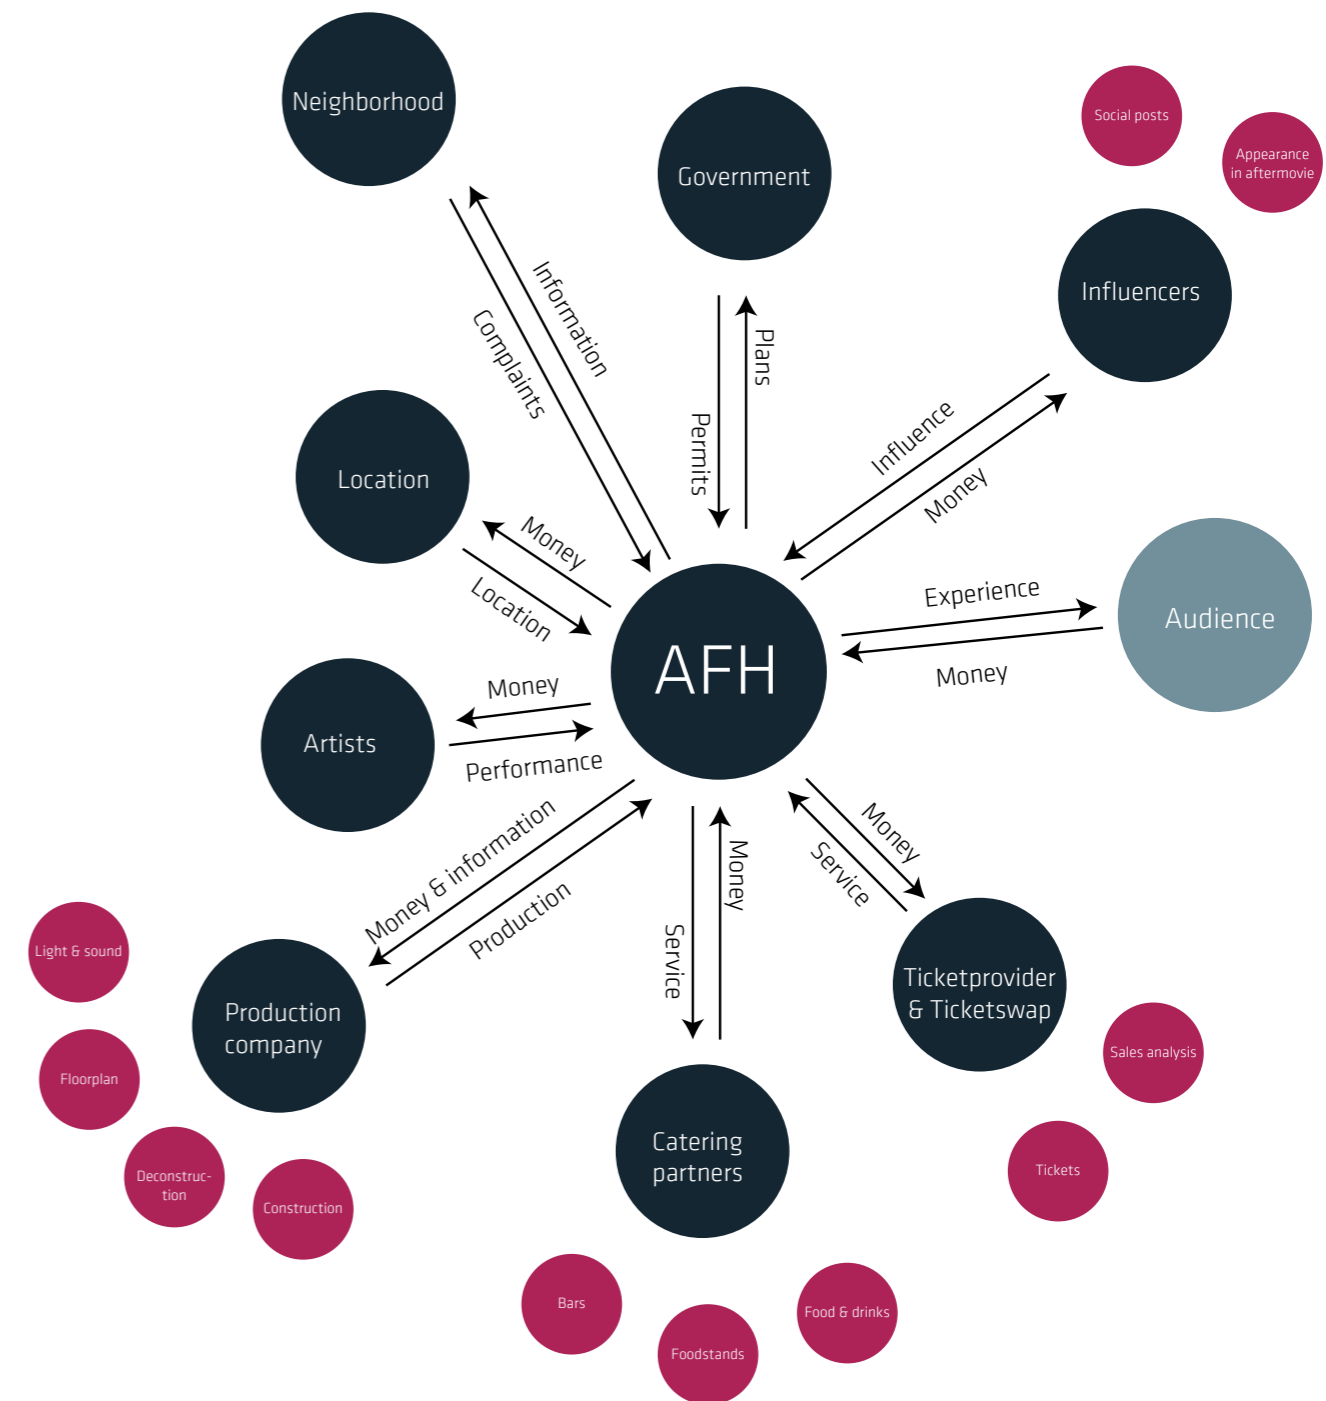 Neighborhood
Government
Social posts
Appearance
in aftermovie
Influencers
Information
Complaints
Plans
Permits
Influence
Money
Location
Money
Location
Experience
Audience
Money
AFH
Artists
Money
Performance
Money & information
Production
Money
Service
Money
Service
Light & sound
Floorplan
Deconstruc-
tion
Construction
Production
company
Ticketprovider
& Ticketswap
Sales analysis
Tickets
Catering
partners
Bars
Foodstands
Food & drinks